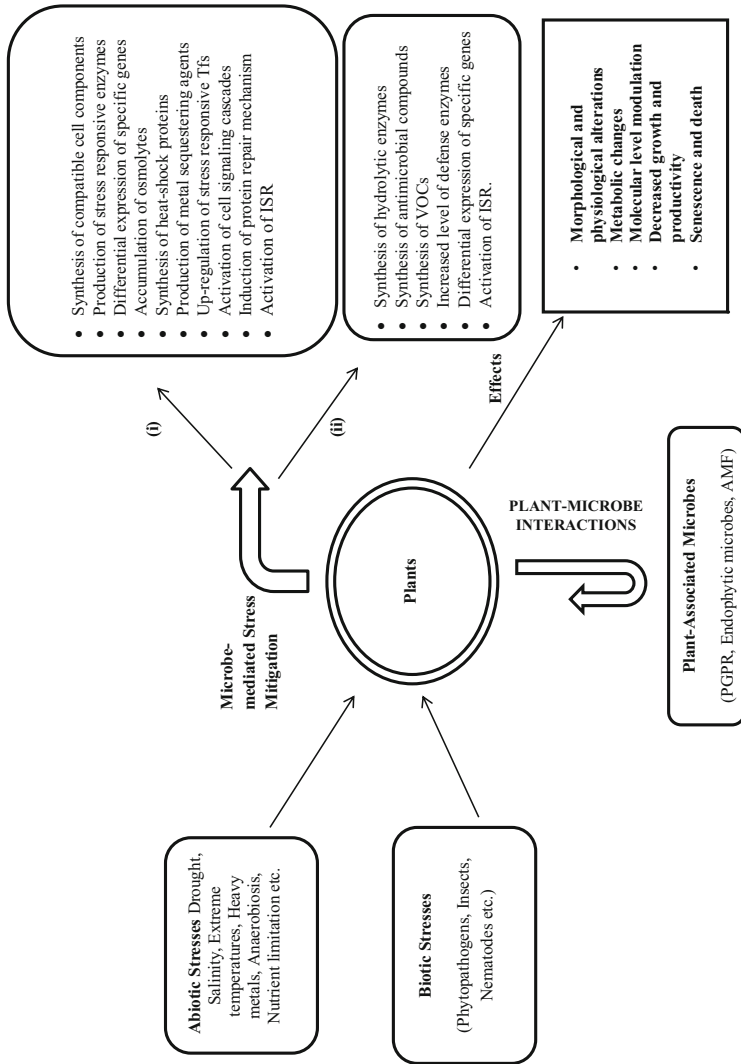 Abiotic Stresses Drought,
Salinity, Extreme
temperatures, Heavy
metals, Anaerobiosis,
Nutrient limitation etc.
Biotic Stresses
(Phytopathogens, Insects,
Nematodes etc.)
Microbe-
mediated Stress
Mitigation
Plants
PLANT-MICROBE
INTERACTIONS
Plant-Associated Microbes
(PGPR, Endophytic microbes, AMF)
(i)
(ii)
Effects
• Synthesis of compatible cell components
• Production of stress responsive enzymes
• Differential expression of specific genes
• Accumulation of osmolytes
• Synthesis of heat-shock proteins
• Production of metal sequestering agents
• Up-regulation of stress responsive Tfs
• Activation of cell signaling cascades
• Induction of protein repair mechanism
• Activation of ISR
• Synthesis of hydrolytic enzymes
• Synthesis of antimicrobial compounds
• Synthesis of VOCs
• Increased level of defense enzymes
• Differential expression of specific genes
• Activation of ISR.
• Morphological and
physiological alterations
• Metabolic changes
• Molecular level modulation
• Decreased growth and
productivity
• Senescence and death